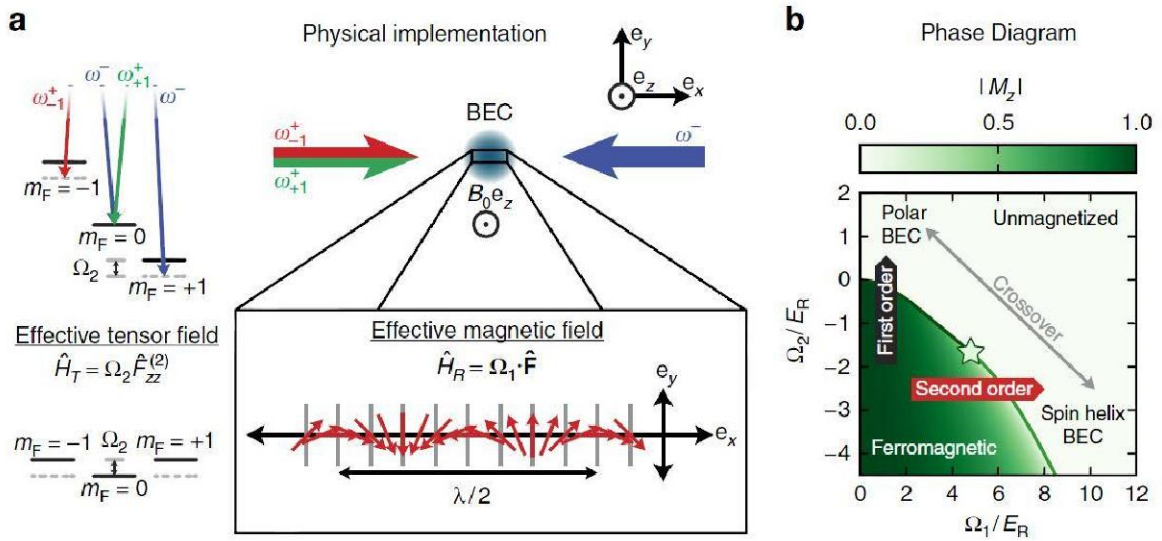 a
Physical implementation
ω⁻ ω⁺₊₁
ω⁺₋₁ ω⁻
m_F = −1
m_F = 0
Ω₂
m_F = +1
e_y
e_z
e_x
BEC
ω⁺₋₁
ω⁻
ω⁺₊₁
B₀e_z
Effective tensor field
Ĥ_T = Ω₂F̂_zz^(2)
m_F = −1 Ω₂ m_F = +1
m_F = 0
Effective magnetic field
Ĥ_R = Ω₁·F̂
e_y
e_x
λ/2
b
Phase Diagram
|M_z|
0.0 0.5 1.0
2
1
0
−1
−2
−3
−4
Ω₂/E_R
Polar
BEC
Unmagnetized
Crossover
First order
Second order
Spin helix
BEC
Ferromagnetic
0 2 4 6 8 10 12
Ω₁/E_R